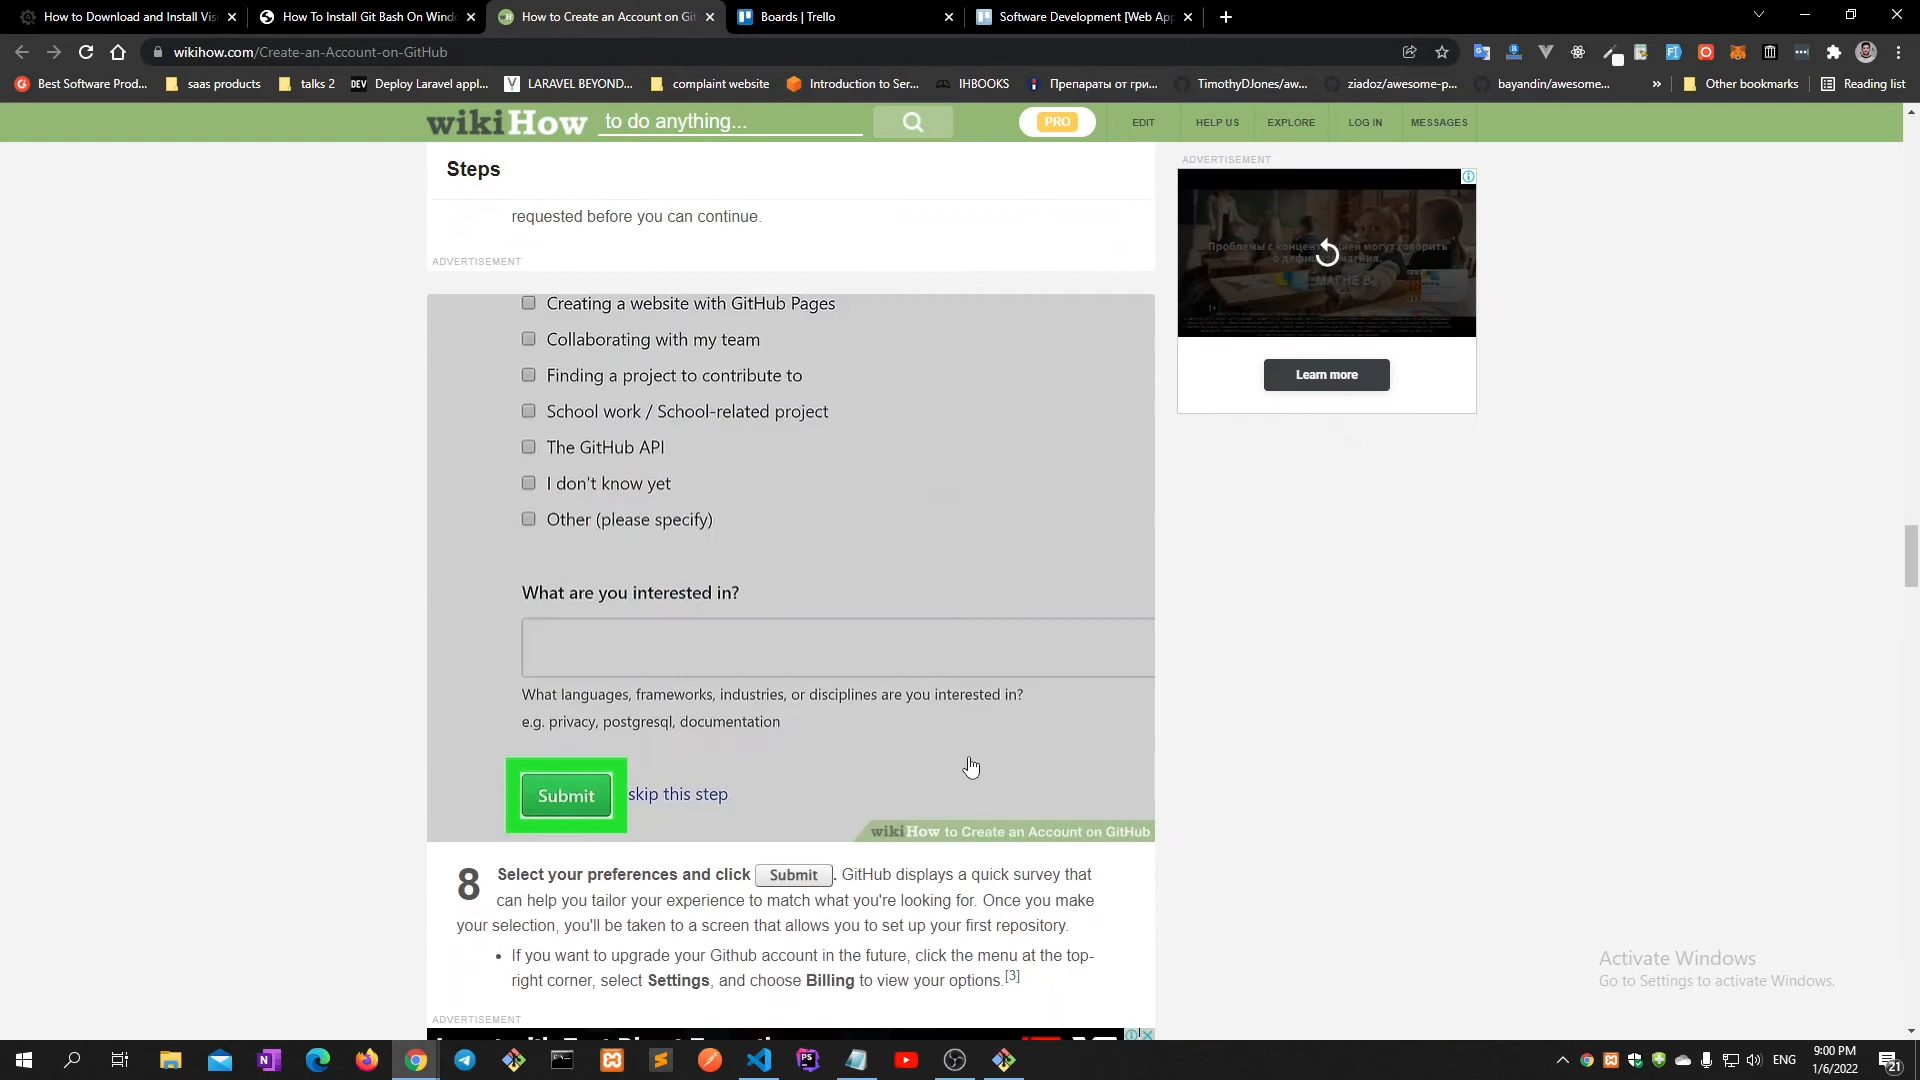 How to Download and Install Vis
How To Install Git Bash On Wind
How to Create an Account on Git
Boards | Trello
Software Development [Web App
wikihow.com/Create-an-Account-on-GitHub
Best Software Prod...
saas products
talks 2
DEV Deploy Laravel appl...
Y LARAVEL BEYOND...
complaint website
Introduction to Ser...
IHBOOKS
Препараты от гри...
TimothyDJones/aw...
ziadoz/awesome-p...
bayandin/awesome...
»
Other bookmarks
Reading list
wikiHow to do anything...
PRO
EDIT
HELP US
EXPLORE
LOG IN
MESSAGES
Steps
requested before you can continue.
ADVERTISEMENT
ADVERTISEMENT
Проблемы с концентрацией могут говорить
о дефиците магния.
МАГНЕ B
Learn more
Creating a website with GitHub Pages
Collaborating with my team
Finding a project to contribute to
School work / School-related project
The GitHub API
I don't know yet
Other (please specify)
What are you interested in?
What languages, frameworks, industries, or disciplines are you interested in?
e.g. privacy, postgresql, documentation
Submit skip this step
wikiHow to Create an Account on GitHub
8 Select your preferences and click Submit. GitHub displays a quick survey that
can help you tailor your experience to match what you're looking for. Once you make
your selection, you'll be taken to a screen that allows you to set up your first repository.
• If you want to upgrade your Github account in the future, click the menu at the top-
right corner, select Settings, and choose Billing to view your options.[3]
ADVERTISEMENT
Activate Windows
Go to Settings to activate Windows.
ENG
9:00 PM
1/6/2022
21